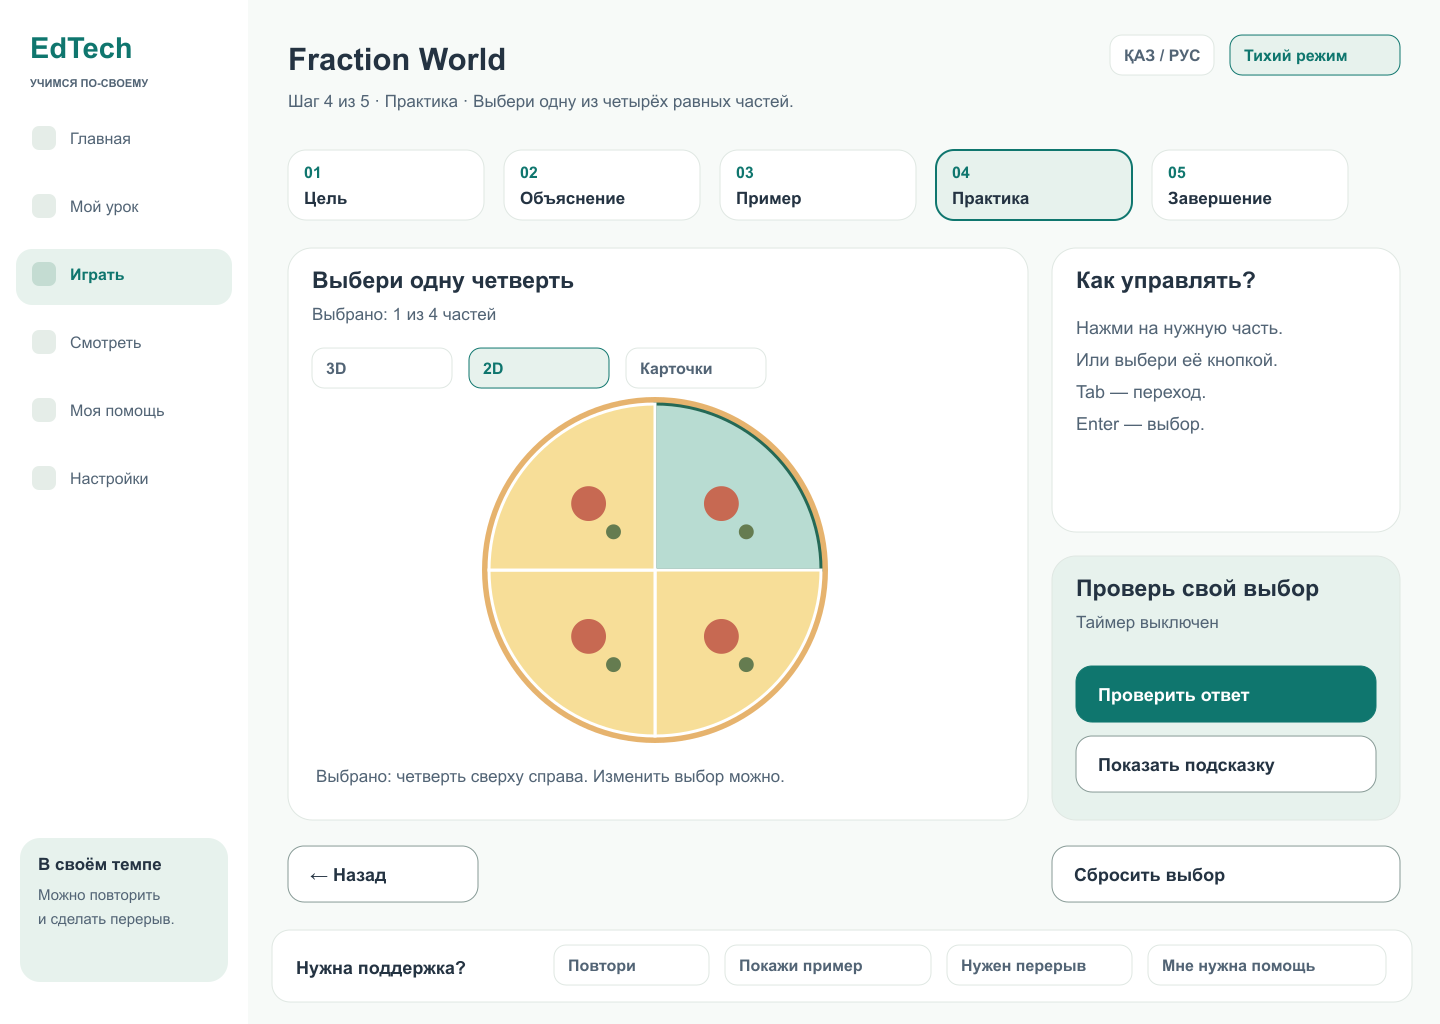 EdTech
УЧИМСЯ ПО-СВОЕМУ
Главная
Мой урок
Играть
Смотреть
Моя помощь
Настройки
В своём темпе
Можно повторить
и сделать перерыв.
Fraction World
ҚАЗ / РУС
Тихий режим
Шаг 4 из 5 · Практика · Выбери одну из четырёх равных частей.
01
Цель
02
Объяснение
03
Пример
04
Практика
05
Завершение
Выбери одну четверть
Выбрано: 1 из 4 частей
3D
2D
Карточки
Выбрано: четверть сверху справа. Изменить выбор можно.
Как управлять?
Нажми на нужную часть.
Или выбери её кнопкой.
Tab — переход.
Enter — выбор.
Проверь свой выбор
Таймер выключен
Проверить ответ
Показать подсказку
← Назад
Сбросить выбор
Нужна поддержка?
Повтори
Покажи пример
Нужен перерыв
Мне нужна помощь